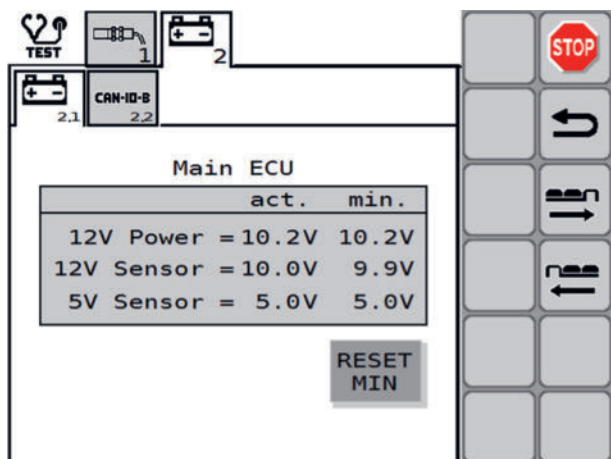 TEST
1
2
STOP
2.1
CAN-IO-B
2.2
Main ECU
act. min.
12V Power = 10.2V 10.2V
12V Sensor = 10.0V 9.9V
5V Sensor = 5.0V 5.0V
RESET
MIN